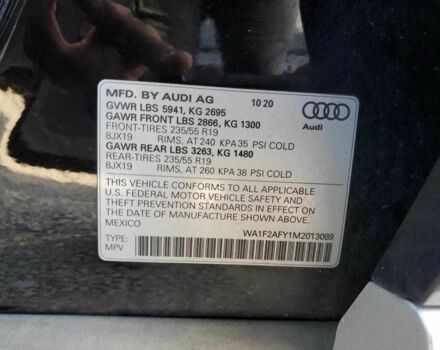 MFD. BY AUDI AG 10 20
GVWR LBS 5941, KG 2695
GAWR FRONT LBS 2866, KG 1300
FRONT-TIRES 235/55 R19
8JX19 RIMS, AT 240 KPA 35 PSI COLD
GAWR REAR LBS 3263, KG 1480
REAR-TIRES 235/55 R19
8JX19 RIMS, AT 260 KPA 38 PSI COLD
Audi
THIS VEHICLE CONFORMS TO ALL APPLICABLE
U.S. FEDERAL MOTOR VEHICLE SAFETY AND
THEFT PREVENTION STANDARDS IN EFFECT ON
THE DATE OF MANUFACTURE SHOWN ABOVE.
MEXICO
WA1F2AFY1M2013089
TYPE:
MPV